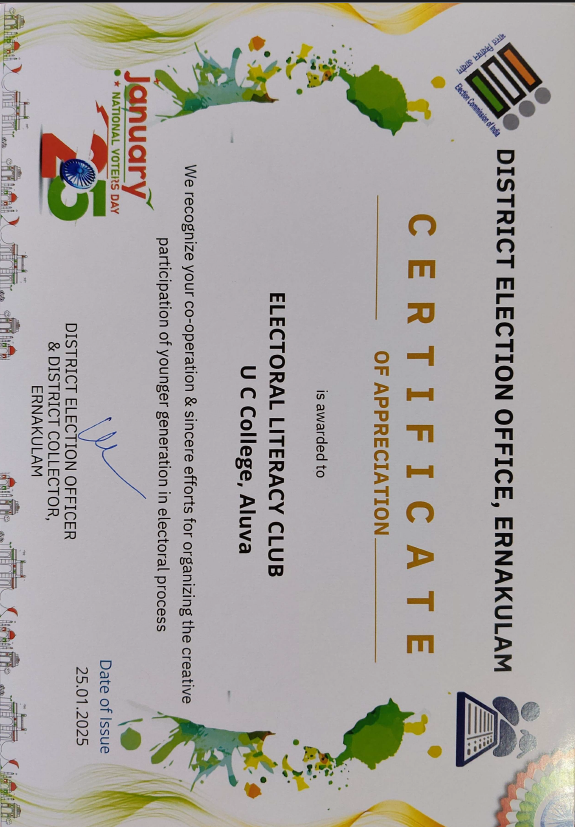 Election Commission of India
DISTRICT ELECTION OFFICE, ERNAKULAM
CERTIFICATE
OF APPRECIATION
is awarded to
ELECTORAL LITERACY CLUB
U C College, Aluva
We recognize your co-operation & sincere efforts for organizing the creative
participation of younger generation in electoral process
January
NATIONAL VOTERS DAY
25
DISTRICT ELECTION OFFICER
& DISTRICT COLLECTOR,
ERNAKULAM
Date of Issue
25.01.2025